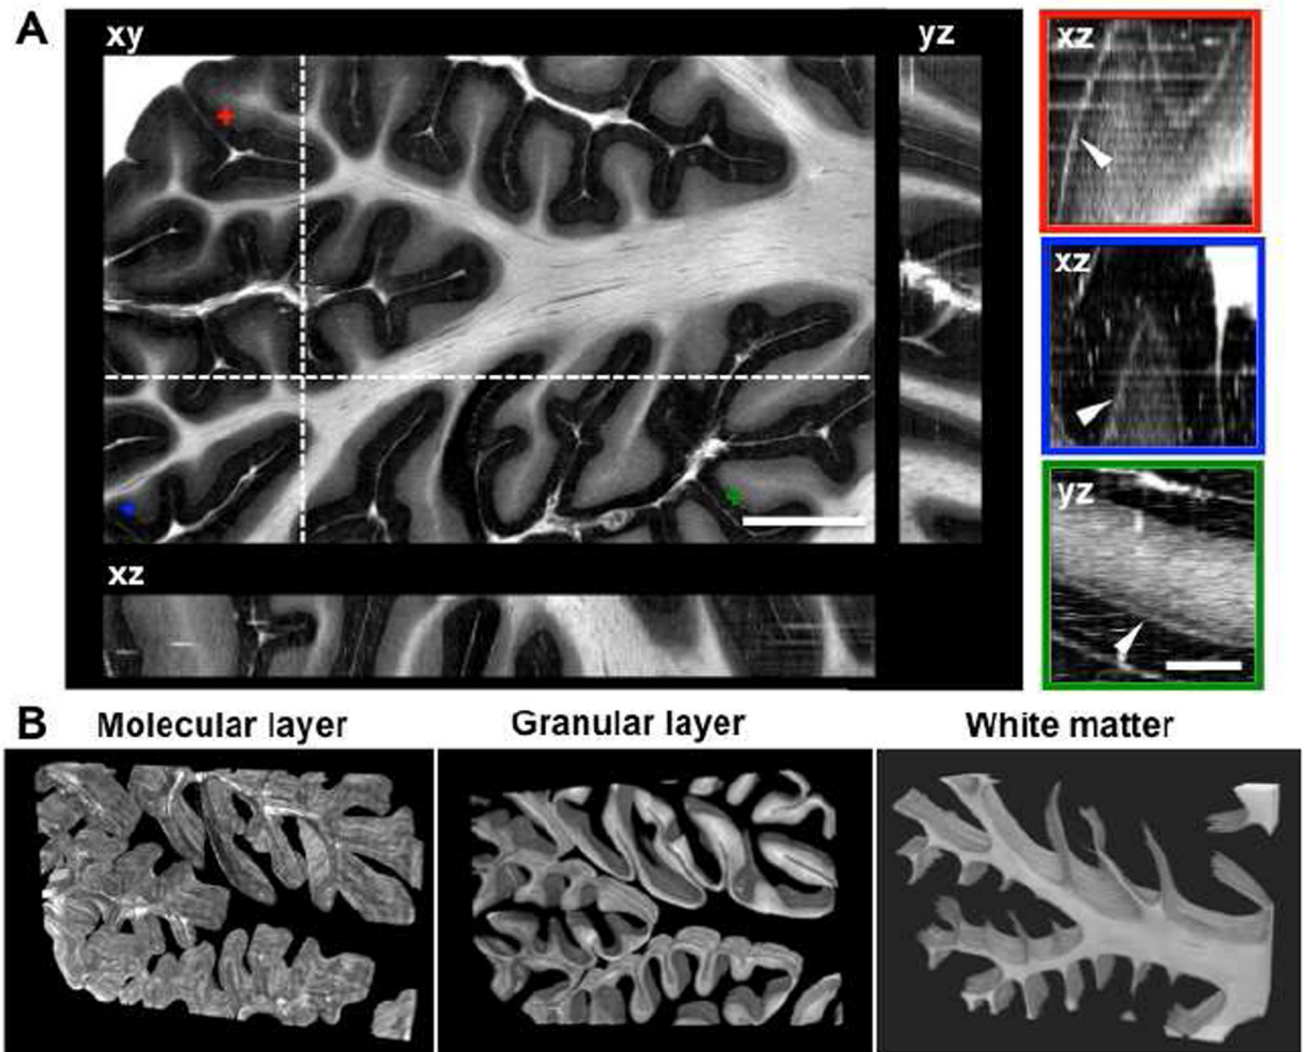 A
xy
yz
xz
xz
xz
yz
B
Molecular layer
Granular layer
White matter